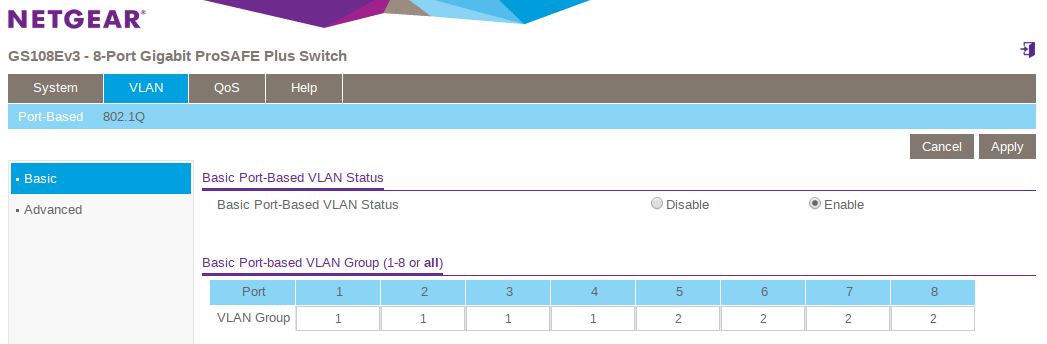 NETGEAR®
GS108Ev3 - 8-Port Gigabit ProSAFE Plus Switch
System VLAN QoS Help
Port-Based 802.1Q
Cancel Apply
Basic
Advanced
Basic Port-Based VLAN Status
Basic Port-Based VLAN Status Disable Enable
Basic Port-based VLAN Group (1-8 or all)
Port 1 2 3 4 5 6 7 8
VLAN Group 1 1 1 1 2 2 2 2